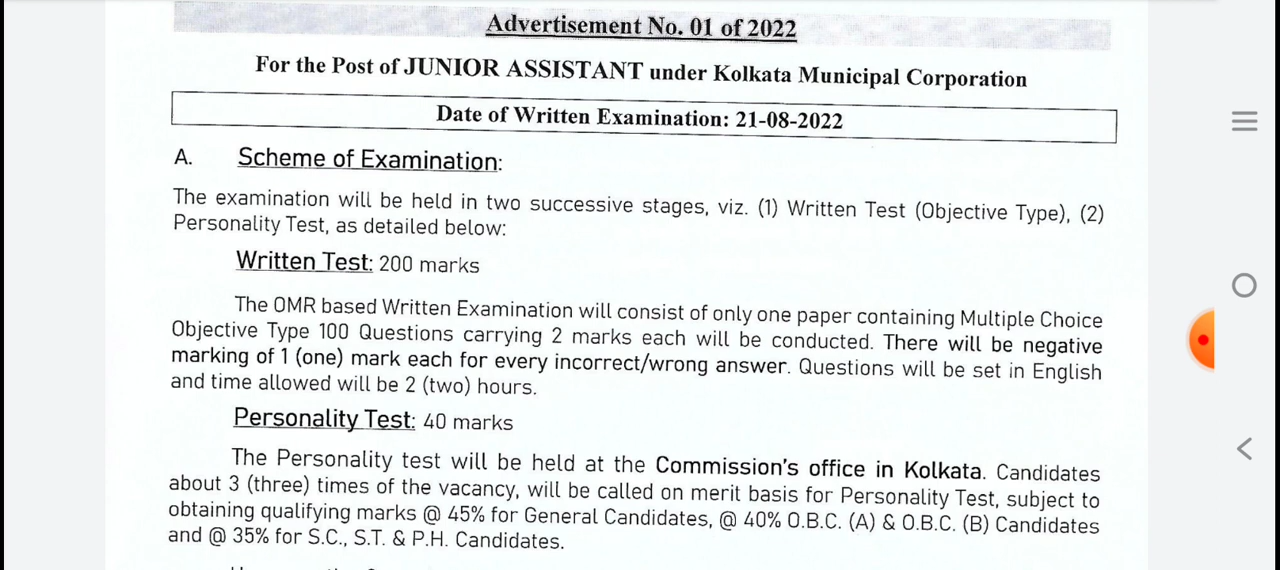 Advertisement No. 01 of 2022
For the Post of JUNIOR ASSISTANT under Kolkata Municipal Corporation
Date of Written Examination: 21-08-2022
A. Scheme of Examination:
The examination will be held in two successive stages, viz. (1) Written Test (Objective Type), (2)
Personality Test, as detailed below:
Written Test: 200 marks
The OMR based Written Examination will consist of only one paper containing Multiple Choice
Objective Type 100 Questions carrying 2 marks each will be conducted. There will be negative
marking of 1 (one) mark each for every incorrect/wrong answer. Questions will be set in English
and time allowed will be 2 (two) hours.
Personality Test: 40 marks
The Personality test will be held at the Commission's office in Kolkata. Candidates
about 3 (three) times of the vacancy, will be called on merit basis for Personality Test, subject to
obtaining qualifying marks @ 45% for General Candidates, @ 40% O.B.C. (A) & O.B.C. (B) Candidates
and @ 35% for S.C., S.T. & P.H. Candidates.